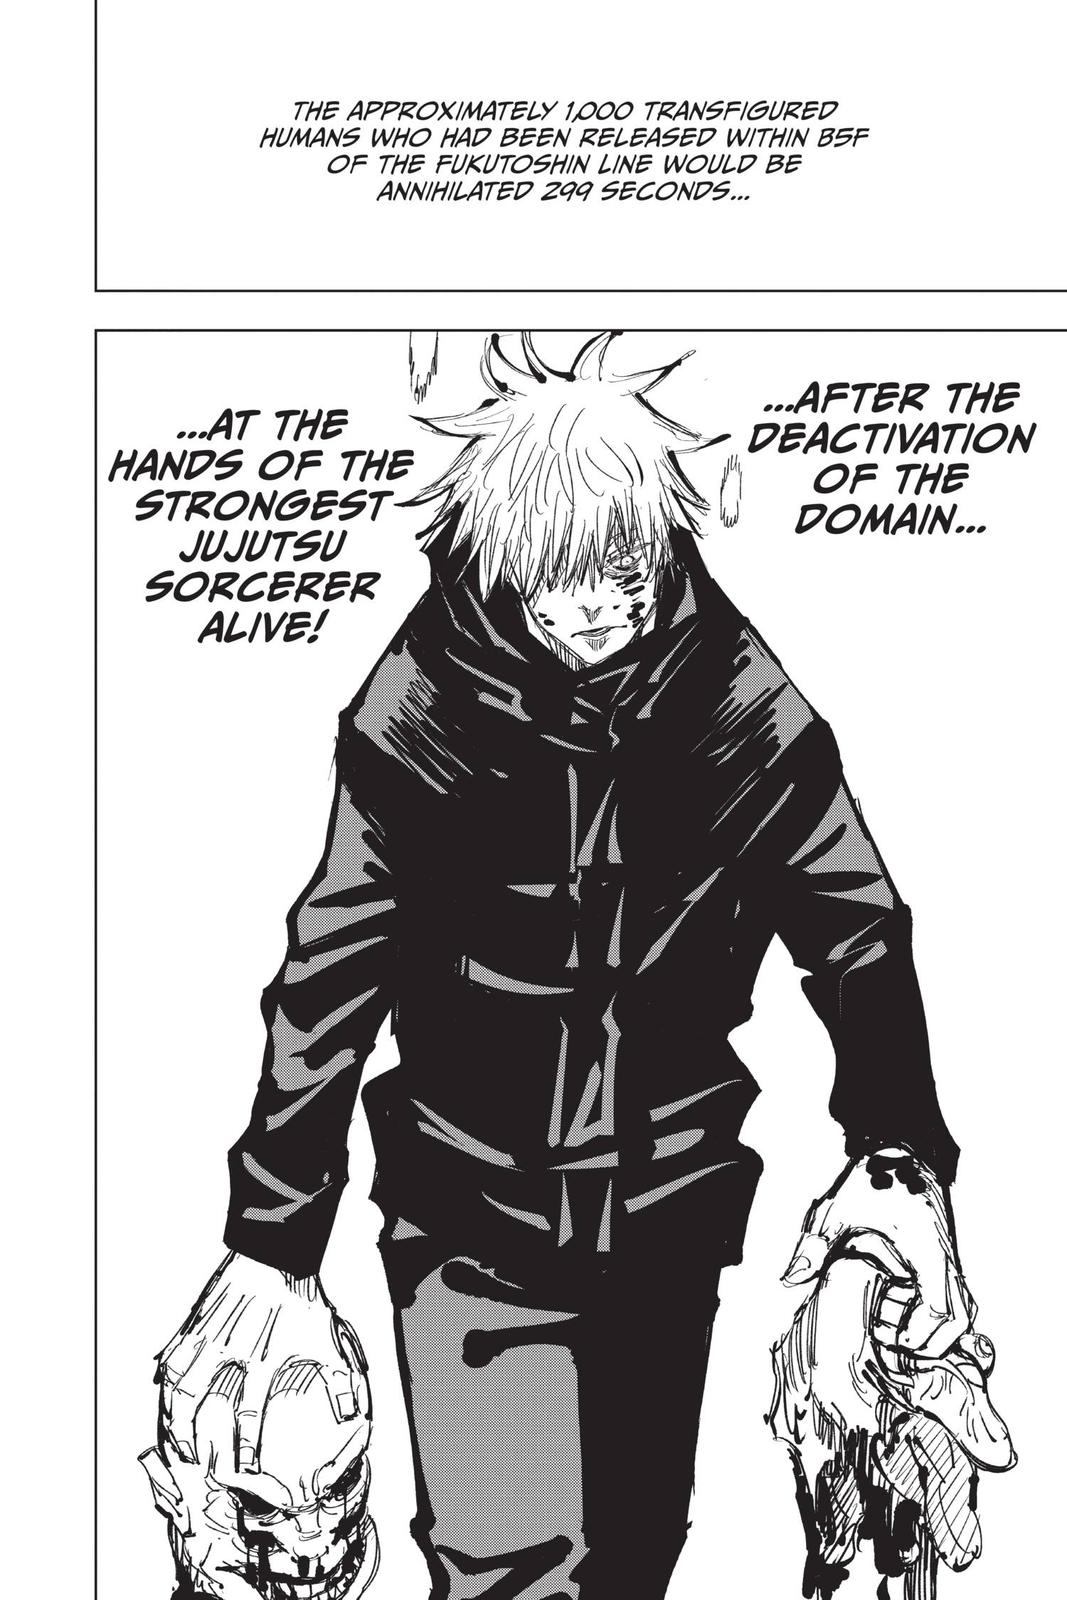 THE APPROXIMATELY 1,000 TRANSFIGURED
HUMANS WHO HAD BEEN RELEASED WITHIN B5F
OF THE FUKUTOSHIN LINE WOULD BE
ANNIHILATED 299 SECONDS...
...AFTER THE
DEACTIVATION
OF THE
DOMAIN...
...AT THE
HANDS OF THE
STRONGEST
JUJUTSU
SORCERER
ALIVE!